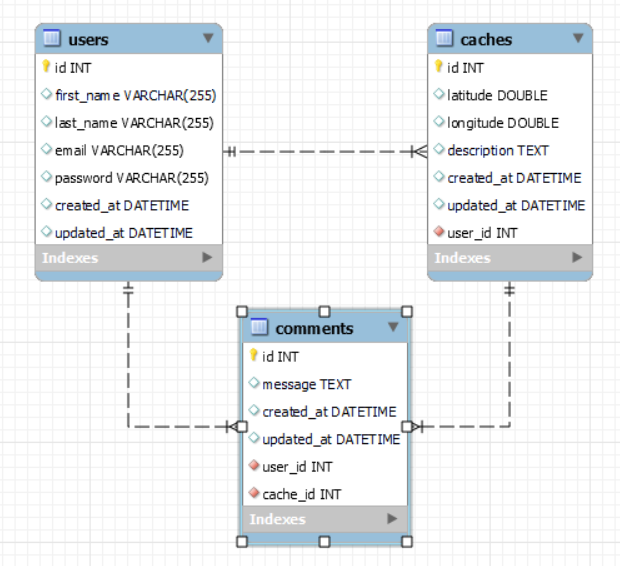 users
id INT
first_name VARCHAR(255)
last_name VARCHAR(255)
email VARCHAR(255)
password VARCHAR(255)
created_at DATETIME
updated_at DATETIME
Indexes
caches
id INT
latitude DOUBLE
longitude DOUBLE
description TEXT
created_at DATETIME
updated_at DATETIME
user_id INT
Indexes
comments
id INT
message TEXT
created_at DATETIME
updated_at DATETIME
user_id INT
cache_id INT
Indexes